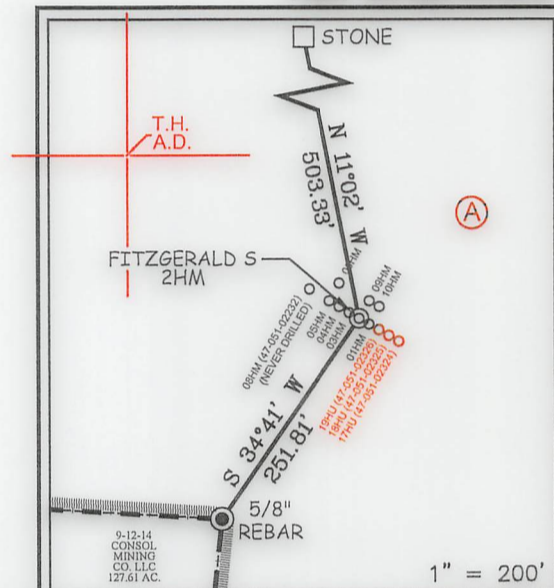 STONE
T.H.
A.D.
N 11°02' W
503.33'
A
FITZGERALD S
2HM
09HM
10HM
08HM (47-051-02232)
(NEVER DRILLED)
05HM
04HM
03HM
01HM
19HU (47-051-02326)
18HU (47-051-02325)
17HU (47-051-02324)
S 34°41' W
251.81'
5/8"
REBAR
9-12-14
CONSOL
MINING
CO. LLC
127.61 AC.
1" = 200'